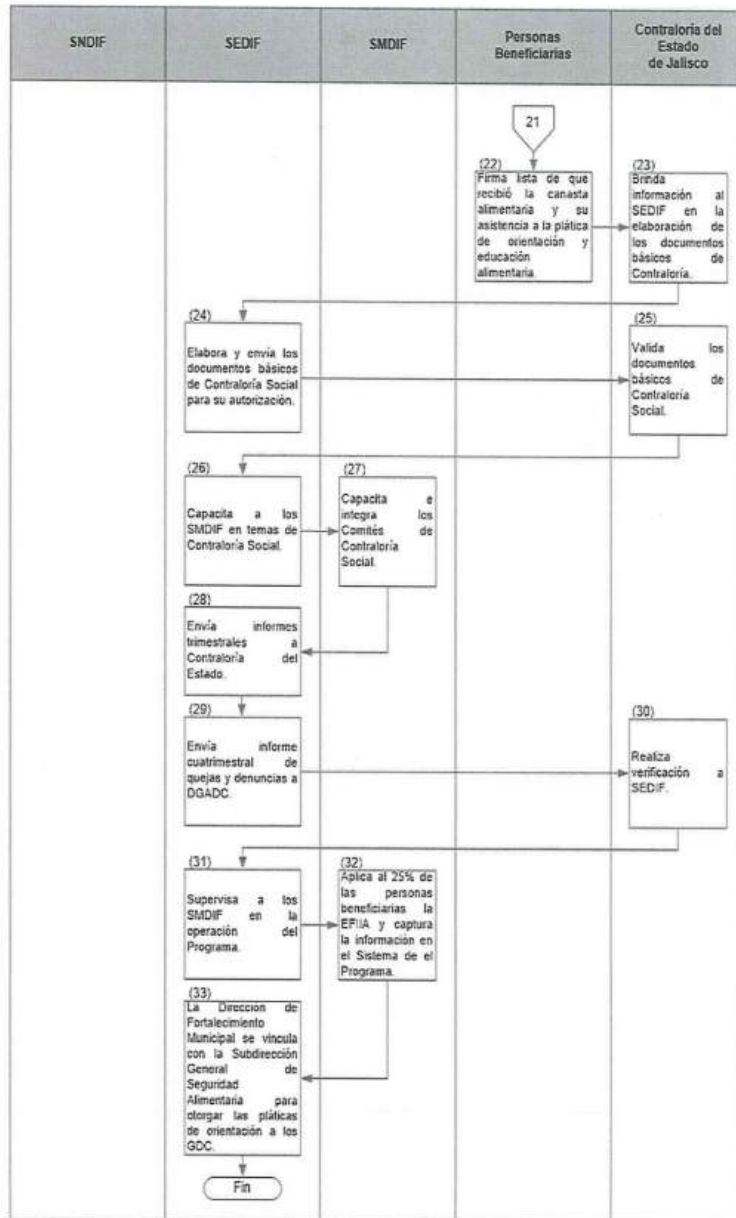 SNDIF
SEDIF
SMDIF
Personas
Beneficiarias
Contraloría del
Estado
de Jalisco
21
(22)
Firma lista de que
recibió la canasta
alimentaria y su
asistencia a la plática
de orientación y
educación
alimentaria.
(23)
Brinda
información al
SEDIF en la
elaboración de
los documentos
básicos de
Contraloría.
(24)
Elabora y envía los
documentos básicos
de Contraloría Social
para su autorización.
(25)
Valida los
documentos
básicos de
Contraloría
Social.
(26)
Capacita a los
SMDIF en temas de
Contraloría Social.
(27)
Capacita e
integra los
Comités de
Contraloría
Social.
(28)
Envía informes
trimestrales a
Contraloría del
Estado.
(29)
Envía informe
cuatrimestral de
quejas y denuncias a
DGADC.
(30)
Realiza
verificación a
SEDIF.
(31)
Supervisa a los
SMDIF en la
operación del
Programa.
(32)
Aplica al 25% de
las personas
beneficiarias la
EFIIA y captura
la información en
el Sistema de el
Programa.
(33)
La Dirección de
Fortalecimiento
Municipal se vincula
con la Subdirección
General de
Seguridad
Alimentaria para
otorgar las pláticas
de orientación a los
GDC.
Fin